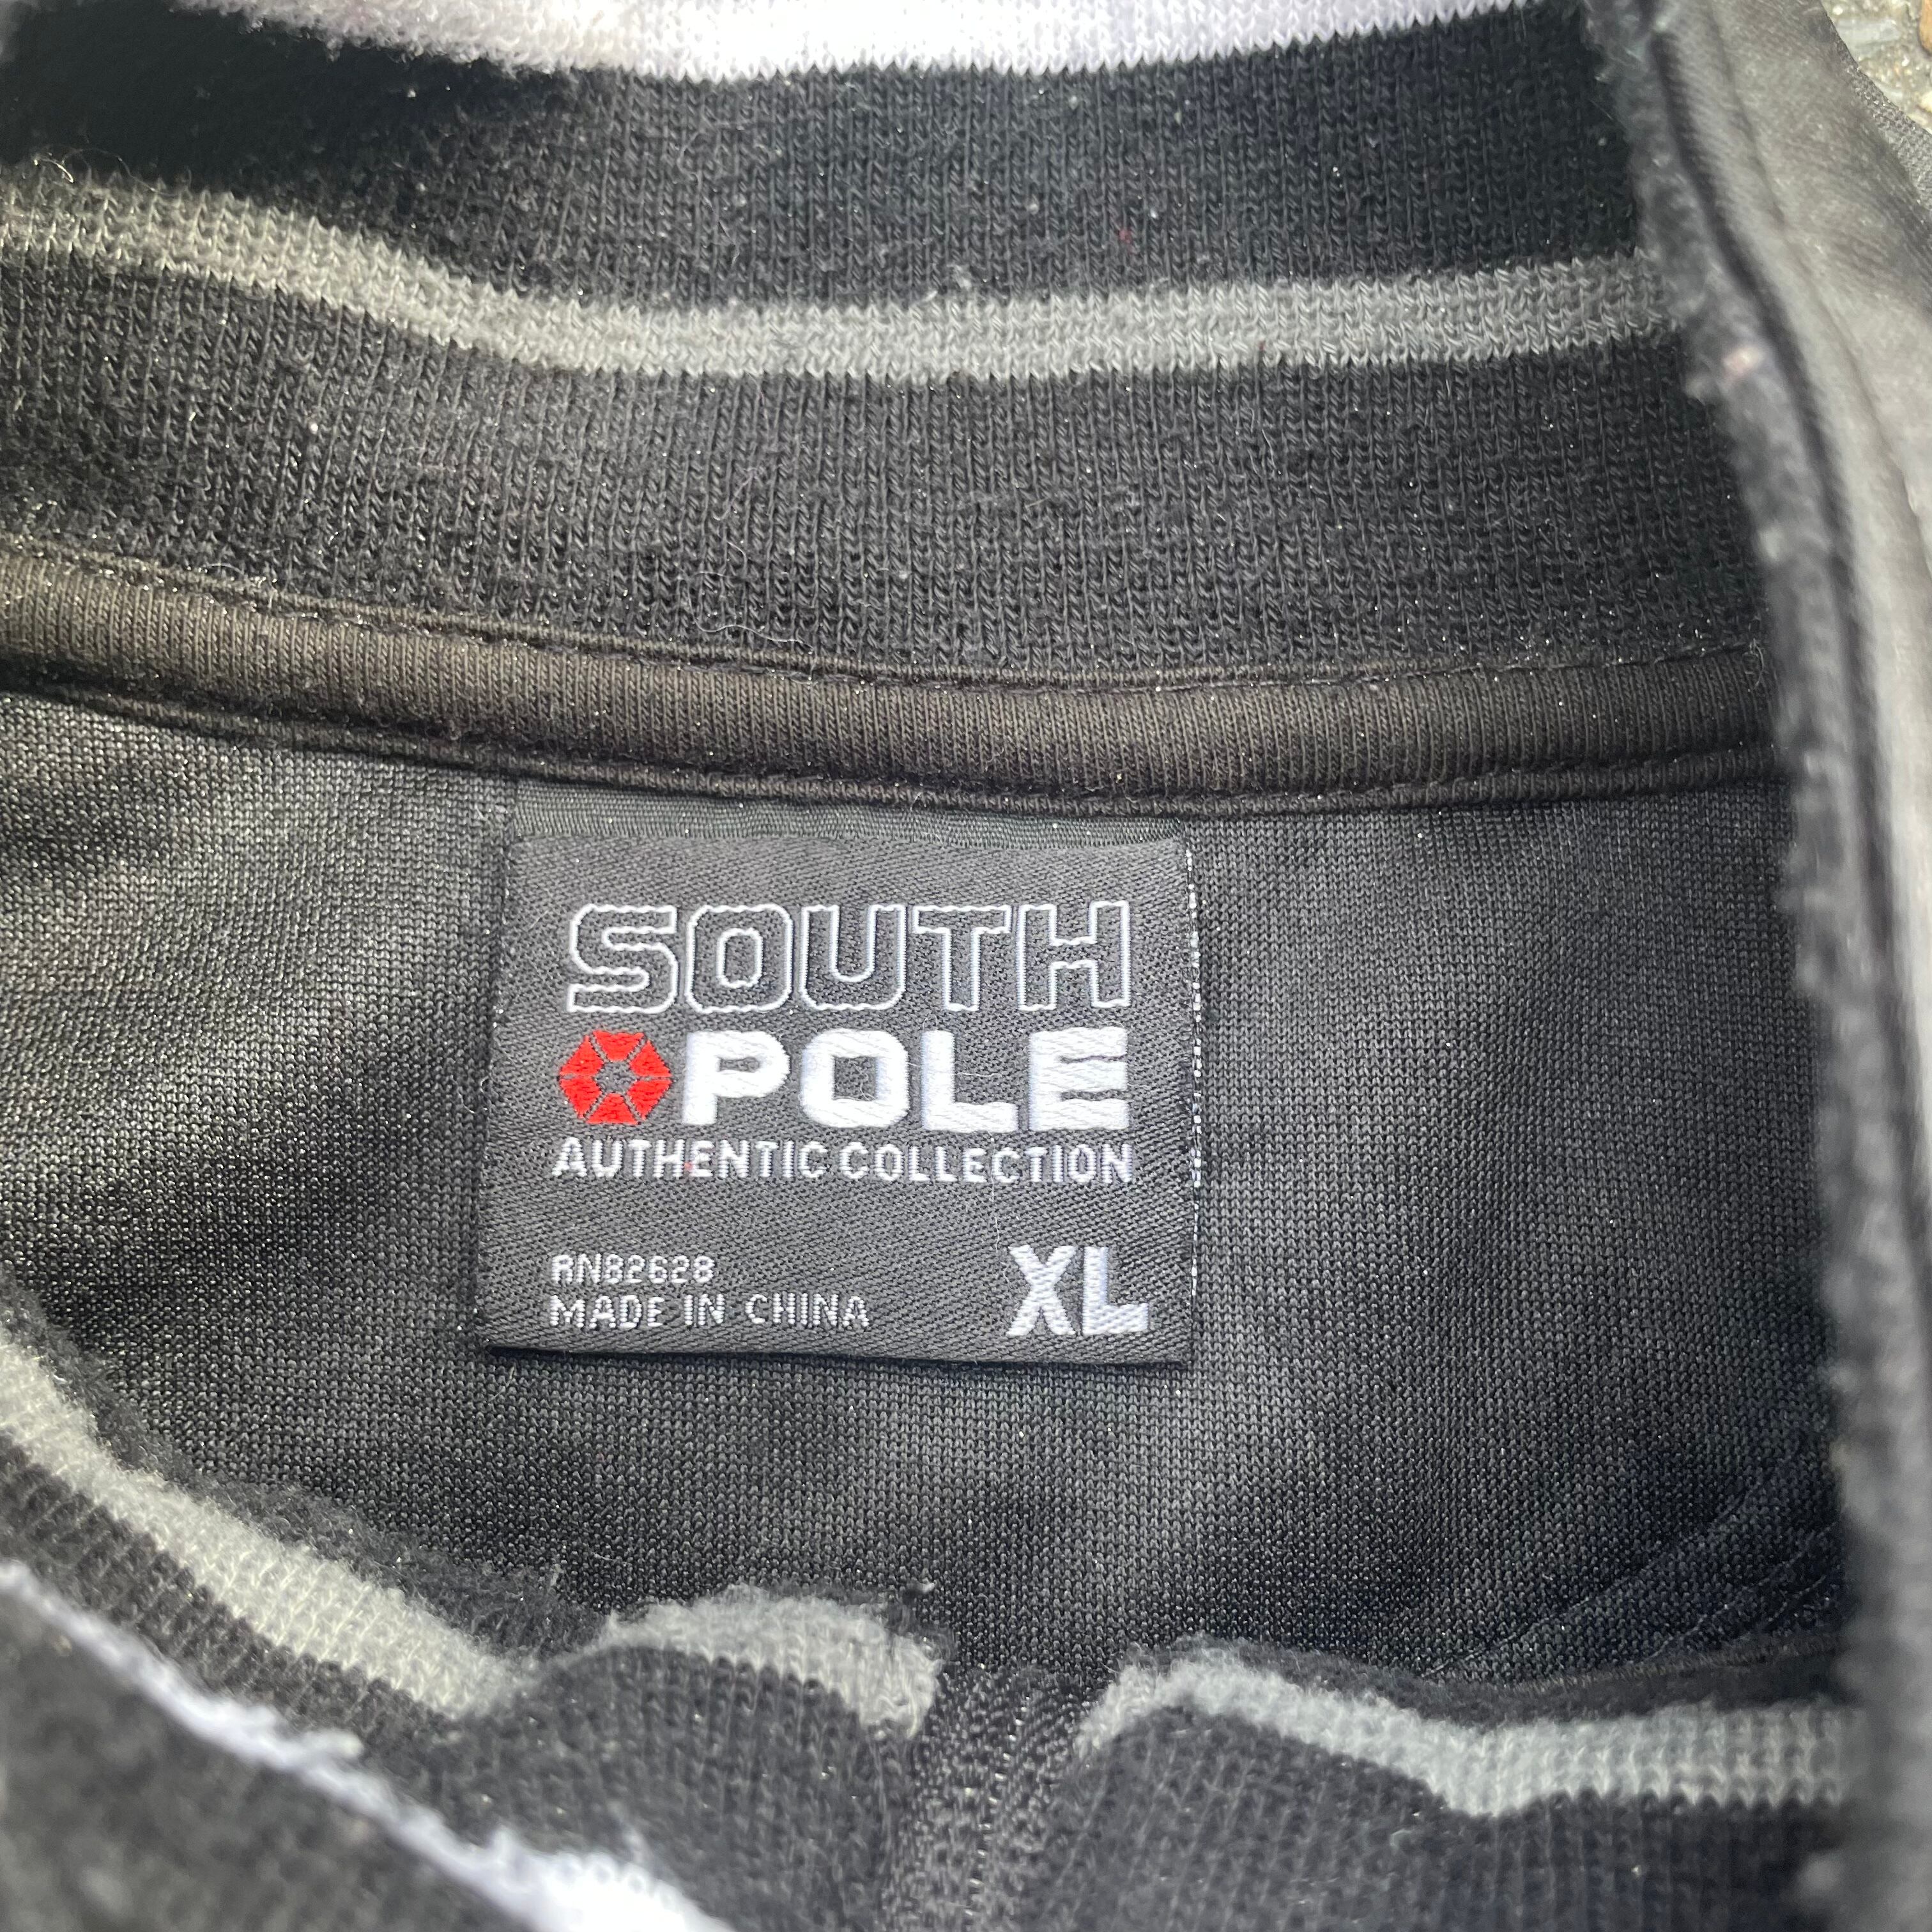 SOUTH
POLE
AUTHENTIC COLLECTION
RN82628
MADE IN CHINA
XL